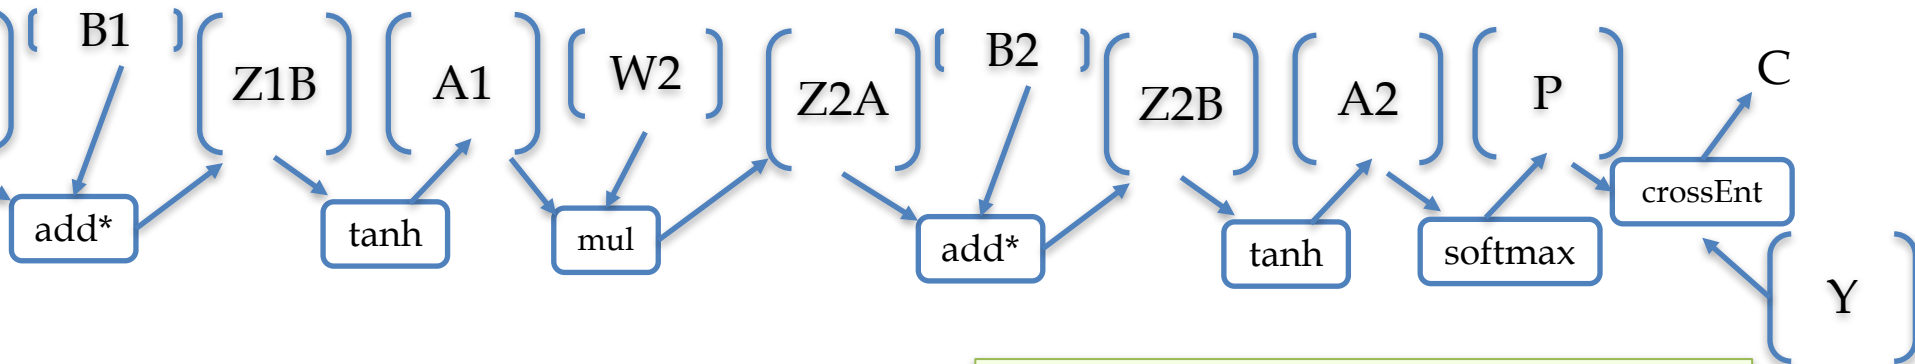 B1
Z1B
A1
W2
Z2A
B2
Z2B
A2
P
C
add*
tanh
mul
add*
tanh
softmax
crossEnt
Y